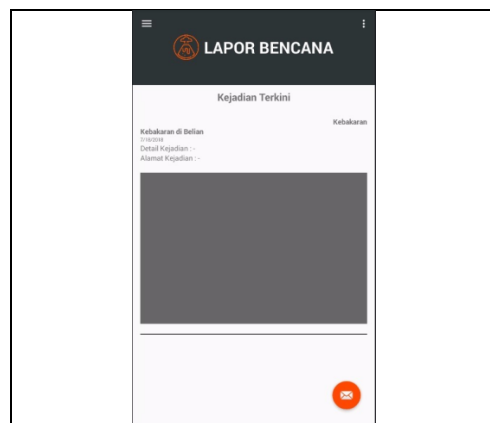 LAPOR BENCANA
Kejadian Terkini
Kebakaran
Kebakaran di Belian
Detail Kejadian : -
Alamat Kejadian : -